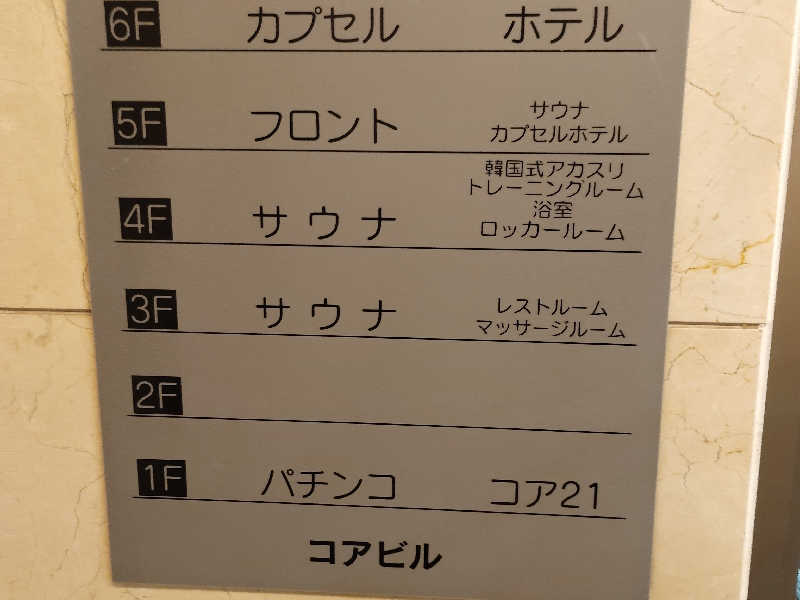 6F カプセル ホテル
5F フロント サウナ
カプセルホテル
4F サウナ 韓国式アカスリ
トレーニングルーム
浴室
ロッカールーム
3F サウナ レストルーム
マッサージルーム
2F
1F パチンコ コア21
コアビル